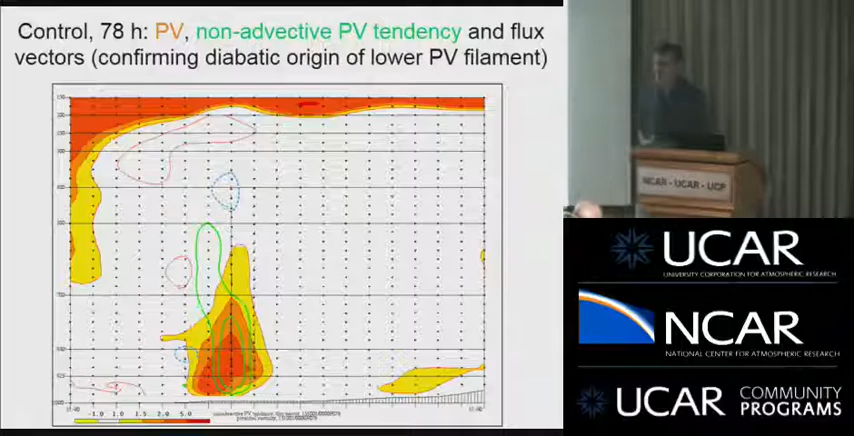 Control, 78 h: PV, non-advective PV tendency and flux
vectors (confirming diabatic origin of lower PV filament)
NCAR - UCAR - UCP
UCAR
UNIVERSITY CORPORATION FOR ATMOSPHERIC RESEARCH
NCAR
NATIONAL CENTER FOR ATMOSPHERIC RESEARCH
UCAR COMMUNITY
PROGRAMS
-1.0 1.0 1.5 2.0 5.0